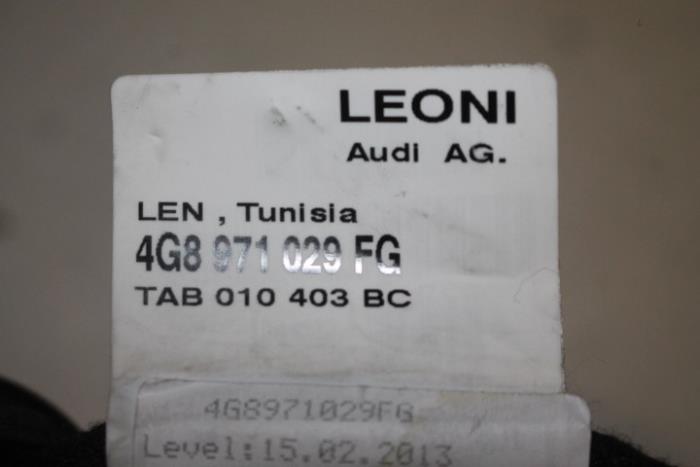 LEONI
Audi AG.
LEN , Tunisia
4G8 971 029 FG
TAB 010 403 BC
4G8971029FG
Level:15.02.2013